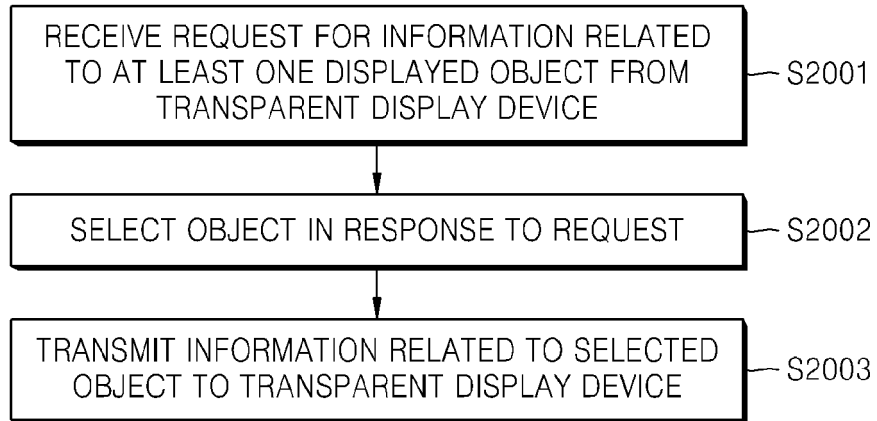 RECEIVE REQUEST FOR INFORMATION RELATED
TO AT LEAST ONE DISPLAYED OBJECT FROM
TRANSPARENT DISPLAY DEVICE
S2001
SELECT OBJECT IN RESPONSE TO REQUEST
S2002
TRANSMIT INFORMATION RELATED TO SELECTED
OBJECT TO TRANSPARENT DISPLAY DEVICE
S2003